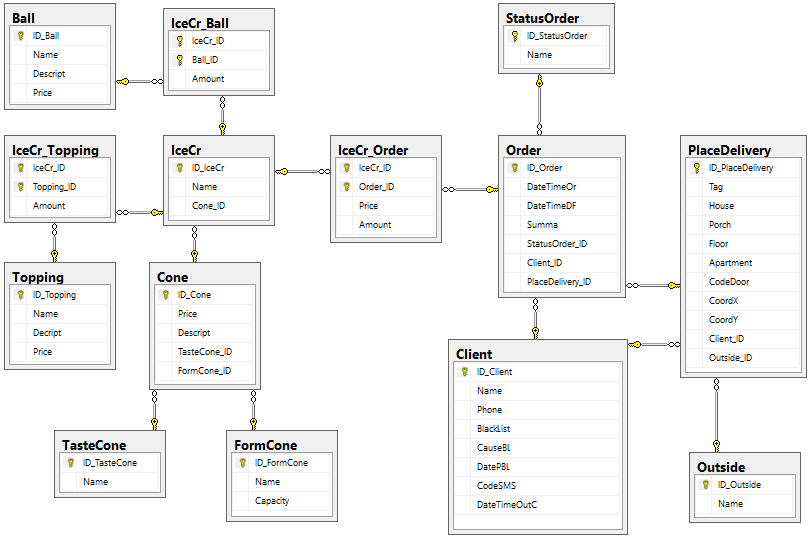 Ball
ID_Ball
Name
Descript
Price
IceCr_Ball
IceCr_ID
Ball_ID
Amount
StatusOrder
ID_StatusOrder
Name
IceCr_Topping
IceCr_ID
Topping_ID
Amount
IceCr
ID_IceCr
Name
Cone_ID
IceCr_Order
IceCr_ID
Order_ID
Price
Amount
Order
ID_Order
DateTimeOr
DateTimeDF
Summa
StatusOrder_ID
Client_ID
PlaceDelivery_ID
PlaceDelivery
ID_PlaceDelivery
Tag
House
Porch
Floor
Apartment
CodeDoor
CoordX
CoordY
Client_ID
Outside_ID
Topping
ID_Topping
Name
Decript
Price
Cone
ID_Cone
Price
Descript
TasteCone_ID
FormCone_ID
Client
ID_Client
Name
Phone
BlackList
CauseBL
DatePBL
CodeSMS
DateTimeOutC
TasteCone
ID_TasteCone
Name
FormCone
ID_FormCone
Name
Capacity
Outside
ID_Outside
Name